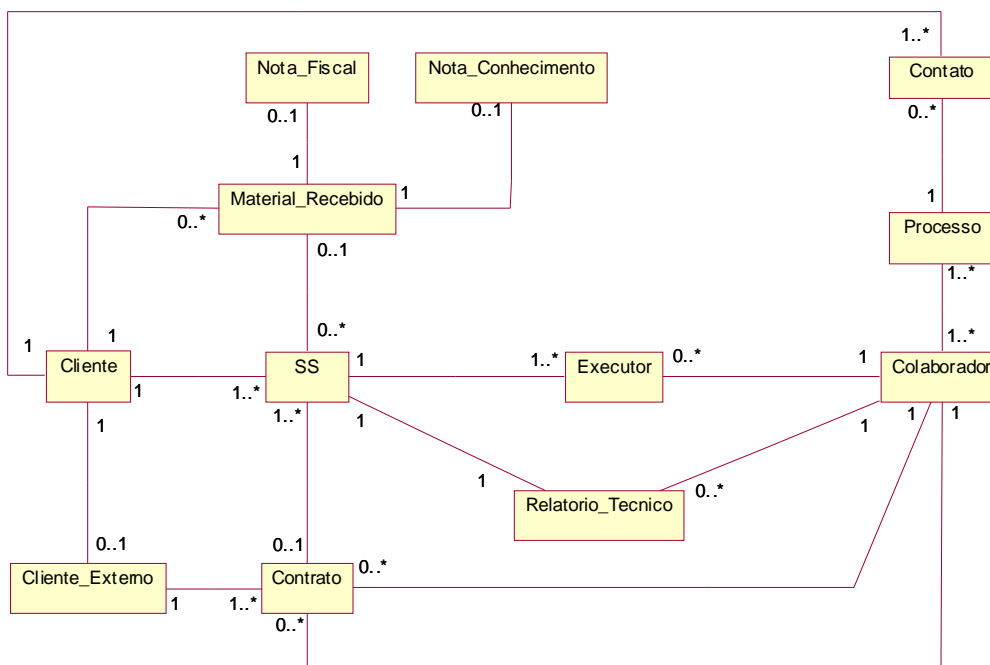 1..*
Nota_Fiscal
Nota_Conhecimento
Contato
0..1
0..1
0..*
1
1
1
Material_Recebido
0..*
0..1
Processo
1..*
1
1
0..*
1..*
Cliente
SS
1
1..*
Executor
0..*
1
Colaborador
1
1..*
1..*
1
1
1
1
1
1
0..*
Relatorio_Tecnico
0..1
0..1
0..*
Cliente_Externo
Contrato
1
1..*
0..*